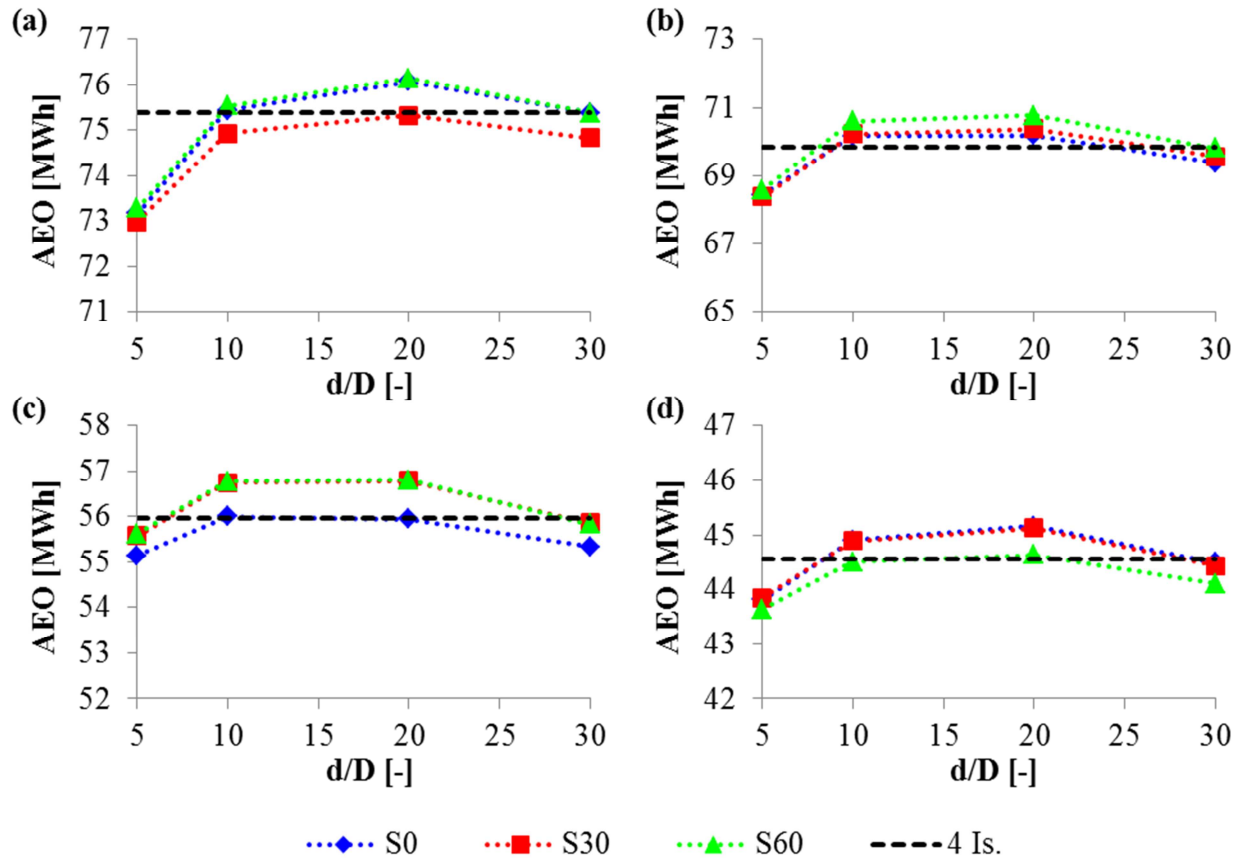 (a)
AEO [MWh]
77
76
75
74
73
72
71
5 10 15 20 25 30
d/D [-]
(b)
AEO [MWh]
73
71
69
67
65
5 10 15 20 25 30
d/D [-]
(c)
AEO [MWh]
58
57
56
55
54
53
52
5 10 15 20 25 30
d/D [-]
(d)
AEO [MWh]
47
46
45
44
43
42
5 10 15 20 25 30
d/D [-]
S0 S30 S60 4 Is.